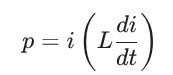 p = i ( L di/dt )